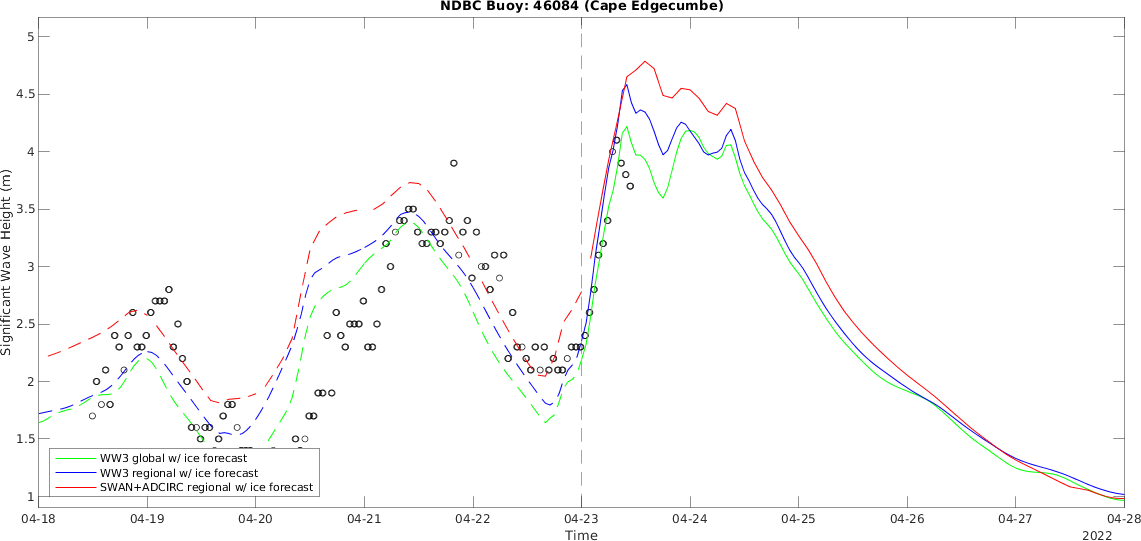 NDBC Buoy: 46084 (Cape Edgecumbe)
Significant Wave Height (m)
5
4.5
4
3.5
3
2.5
2
1.5
1
WW3 global w/ ice forecast
WW3 regional w/ ice forecast
SWAN+ADCIRC regional w/ ice forecast
04-18 04-19 04-20 04-21 04-22 04-23 04-24 04-25 04-26 04-27 04-28
Time
2022